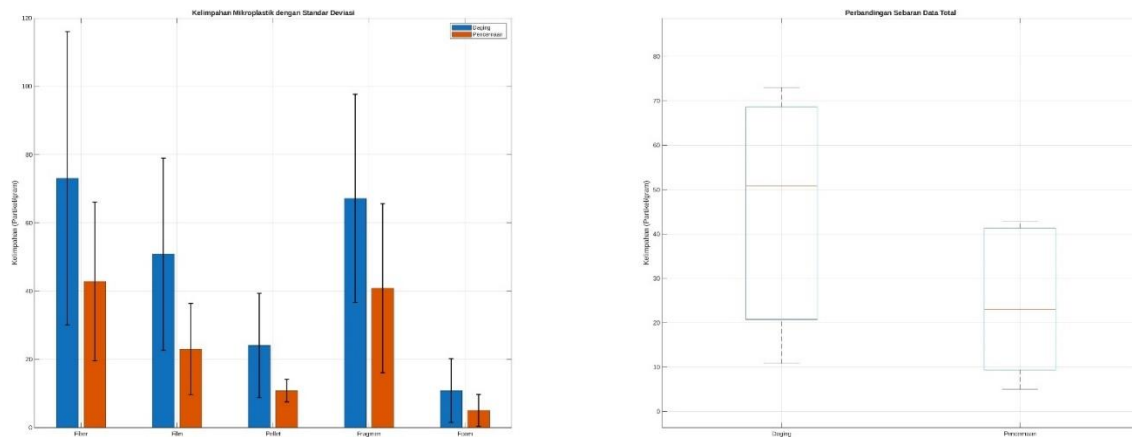 Kelimpahan Mikroplastik dengan Standar Deviasi
Daging
Pencernaan
120
100
80
60
40
20
0
Kelimpahan (Partikel/gram)
Fiber
Film
Pellet
Fragmen
Foam
Perbandingan Sebaran Data Total
80
70
60
50
40
30
20
10
0
Kelimpahan (Partikel/gram)
Daging
Pencernaan